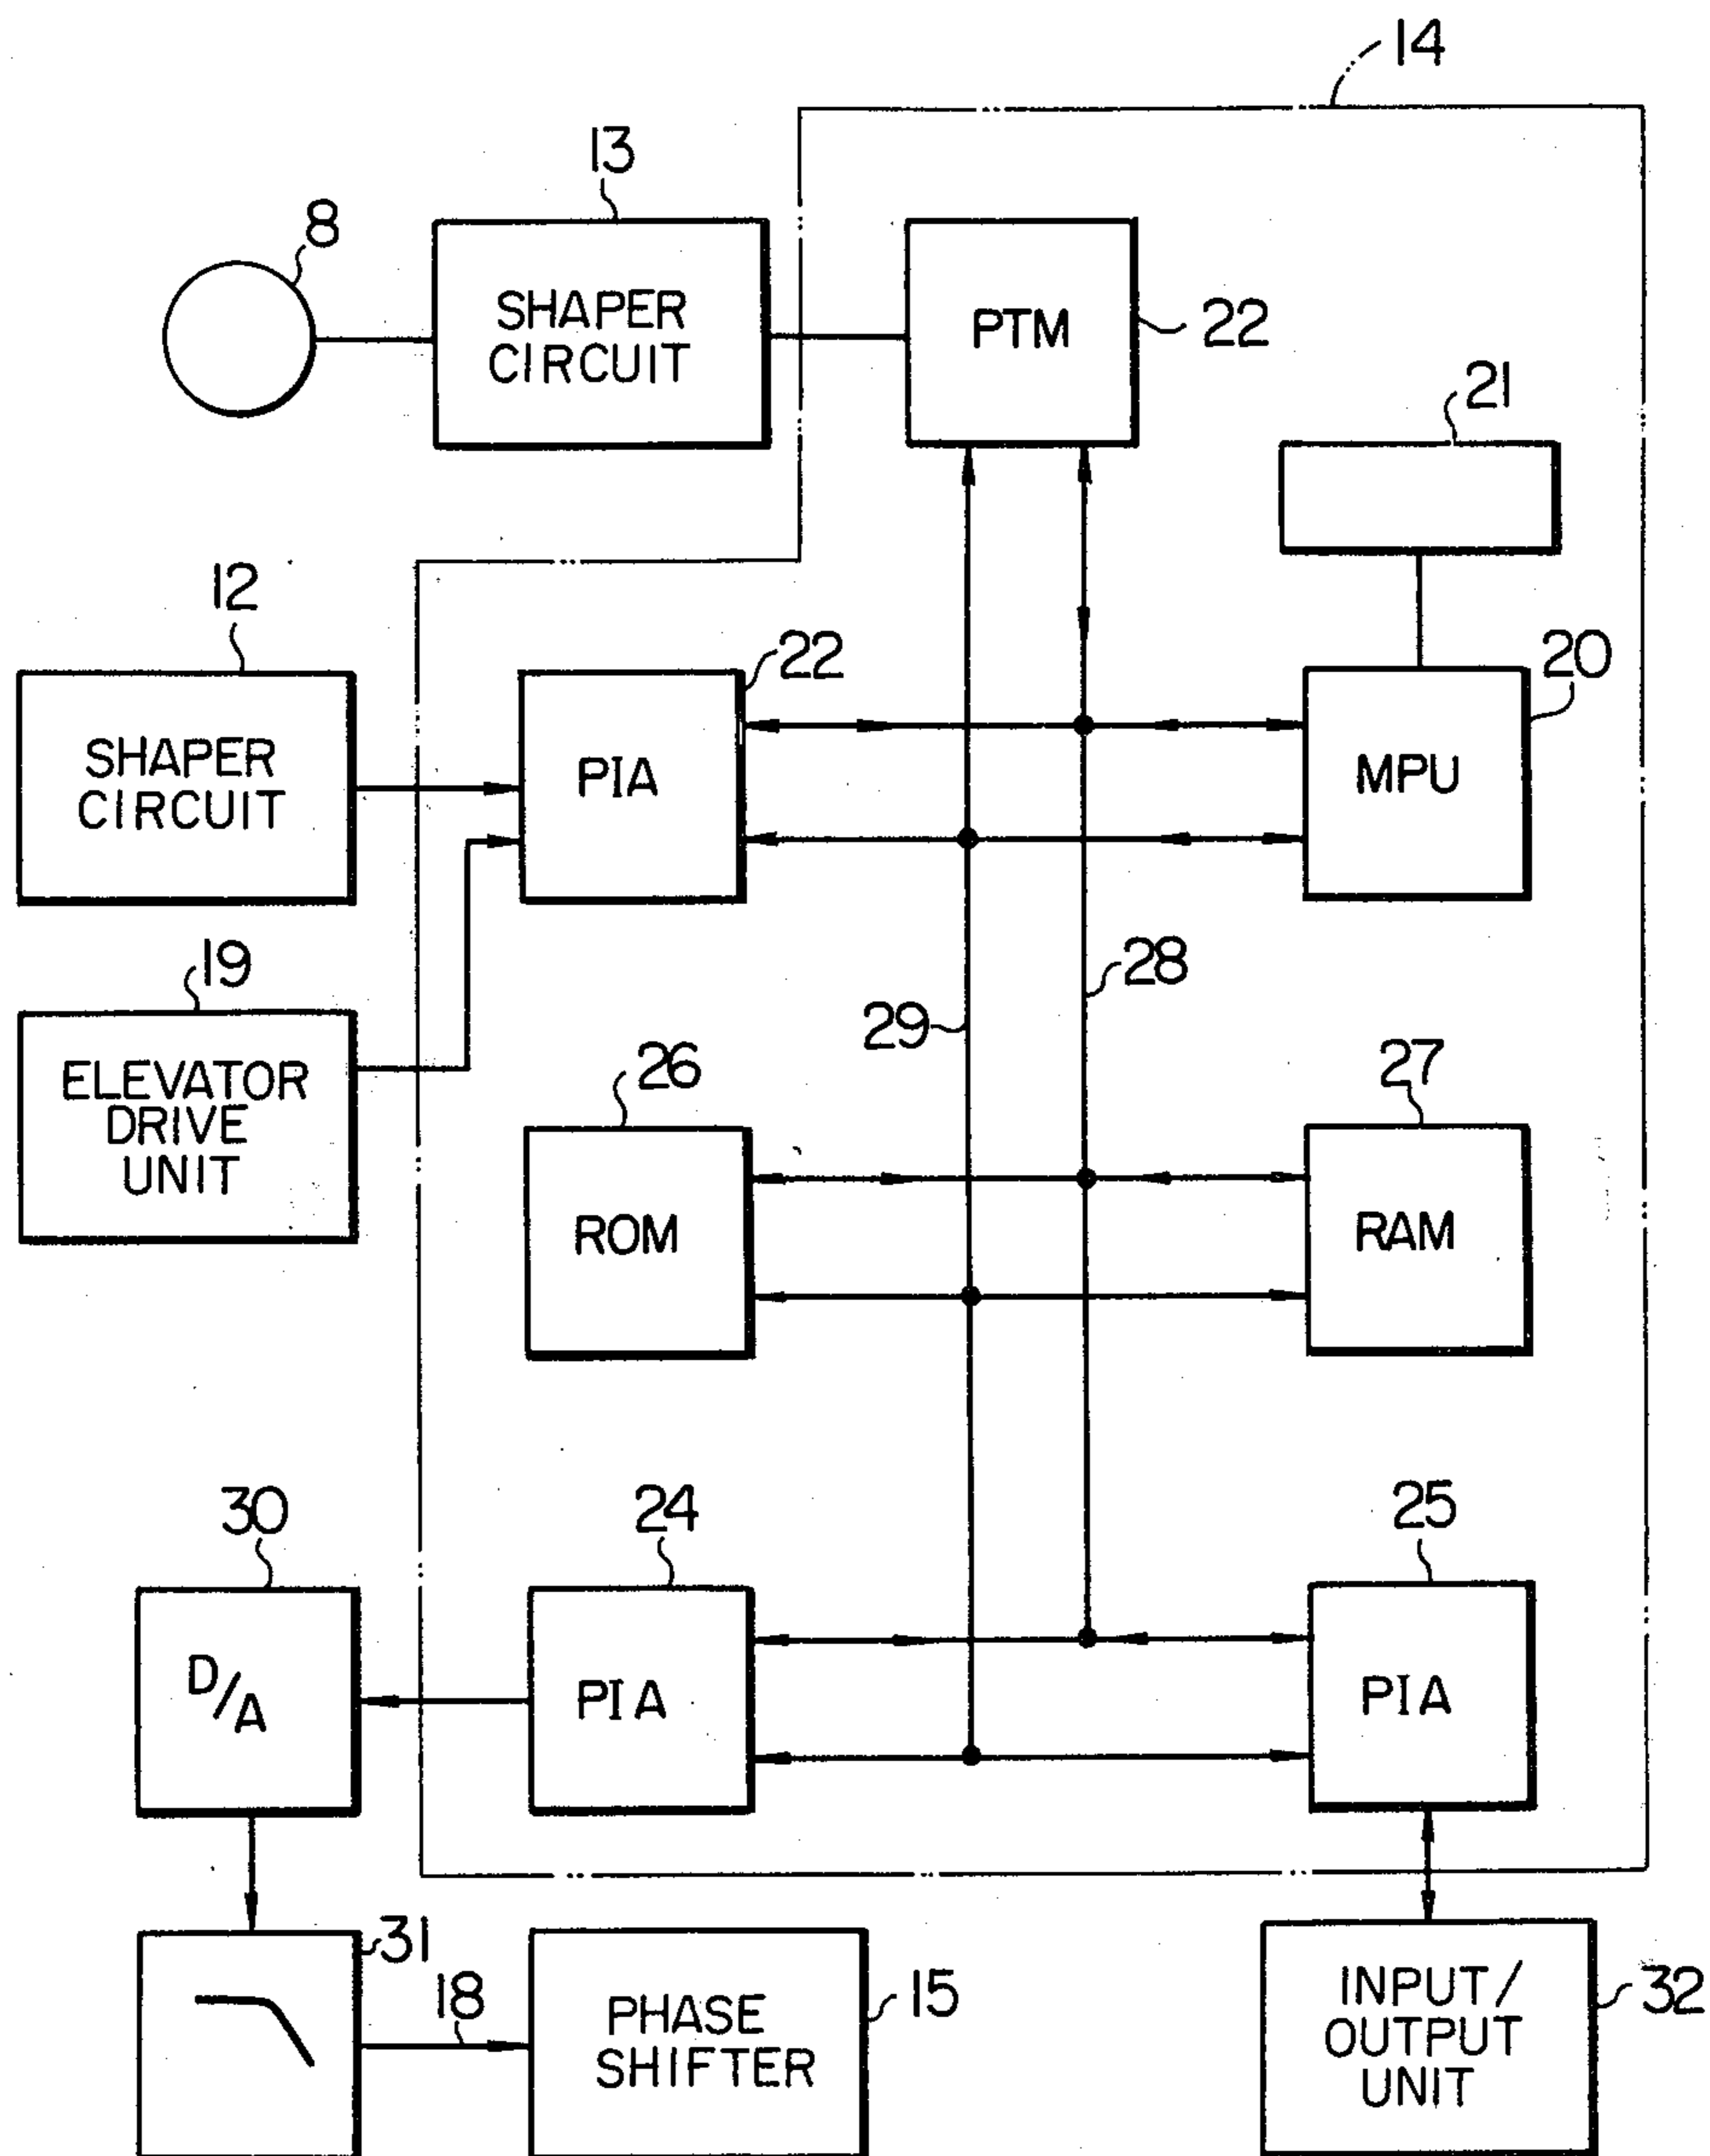 14
13
8
SHAPER
CIRCUIT
PTM
22
21
12
22
20
SHAPER
CIRCUIT
PIA
MPU
19
28
29
ELEVATOR
DRIVE
UNIT
26
27
ROM
RAM
30
24
25
D/A
PIA
PIA
31
18
PHASE
SHIFTER
15
INPUT/
OUTPUT
UNIT
32